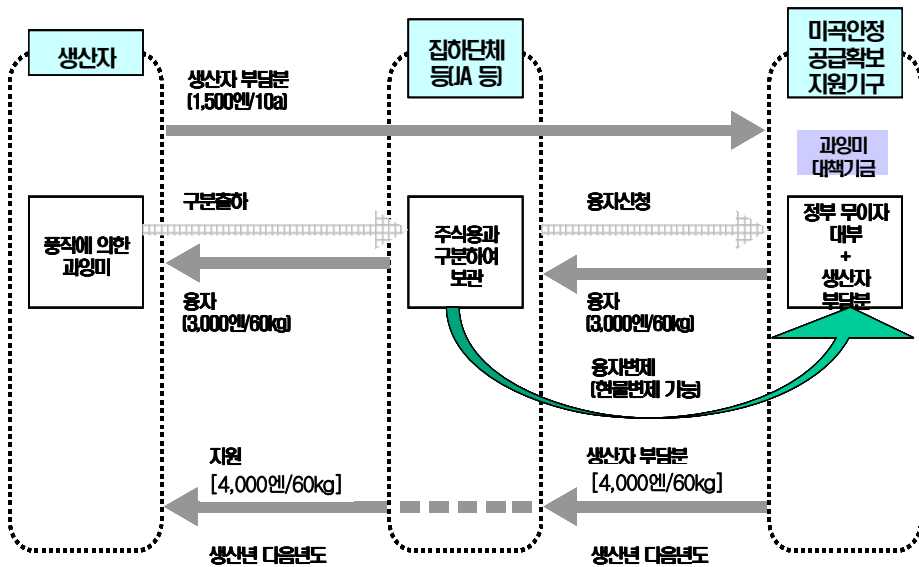 생산자
집하단체
등(JA 등)
미곡안정
공급확보
지원기구
생산자 부담분
(1,500엔/10a)
과잉미
대책기금
구분출하
융자신청
풍작에 의한
과잉미
주식용과
구분하여
보관
정부 무이자
대부
+
생산자
부담분
융자
(3,000엔/60kg)
융자
(3,000엔/60kg)
융자변제
(현물변제 가능)
지원
[4,000엔/60kg]
생산자 부담분
[4,000엔/60kg]
생산년 다음년도
생산년 다음년도